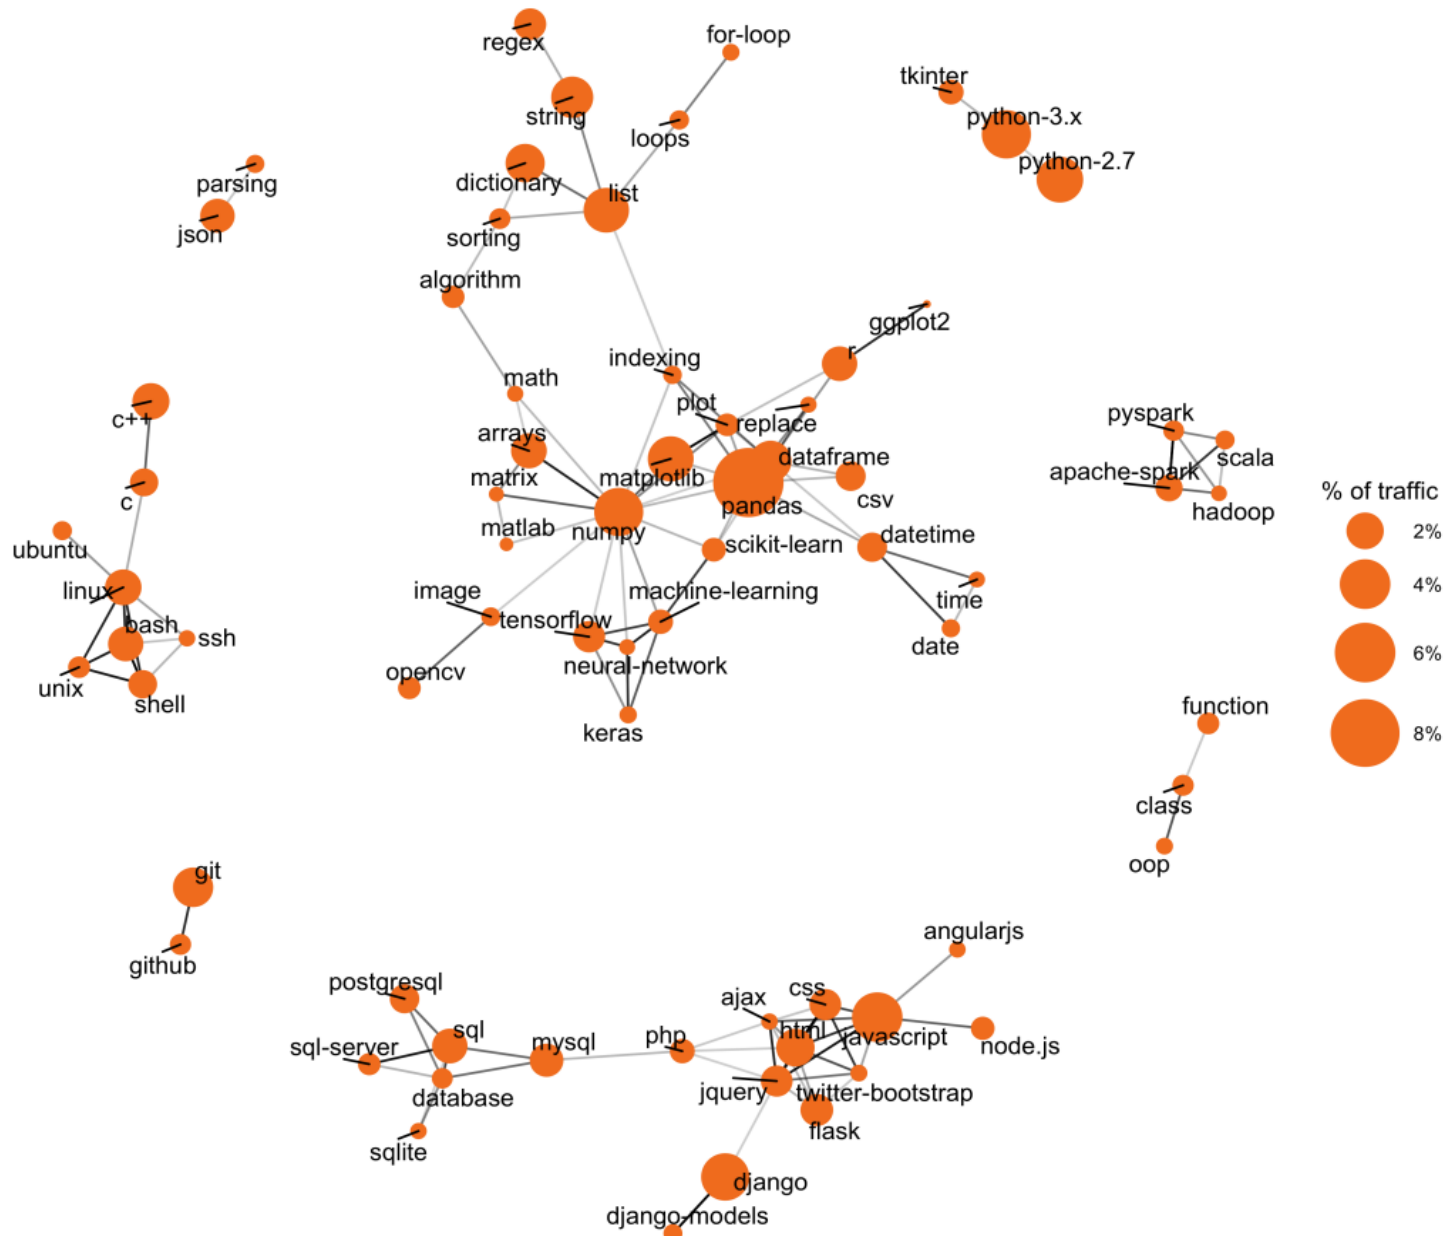 regex
for-loop
tkinter
string
python-3.x
loops
python-2.7
parsing
dictionary
list
json
sorting
algorithm
ggplot2
indexing
r
math
plot
c++
arrays
replace
pyspark
dataframe
scala
matrix
matplotlib
apache-spark
% of traffic
c
csv
pandas
hadoop
2%
matlab
numpy
datetime
ubuntu
scikit-learn
4%
linux
image
machine-learning
time
bash
tensorflow
ssh
date
6%
neural-network
opencv
unix
shell
function
keras
8%
class
oop
git
angularjs
github
postgresql
css
ajax
sql
html
javascript
sql-server
mysql
php
node.js
database
jquery
twitter-bootstrap
flask
sqlite
django
django-models